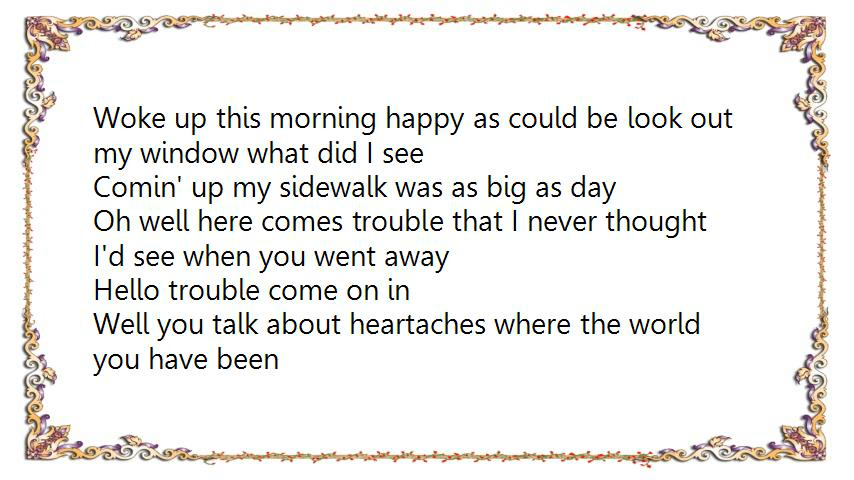 Woke up this morning happy as could be look out
my window what did I see
Comin' up my sidewalk was as big as day
Oh well here comes trouble that I never thought
I'd see when you went away
Hello trouble come on in
Well you talk about heartaches where the world
you have been